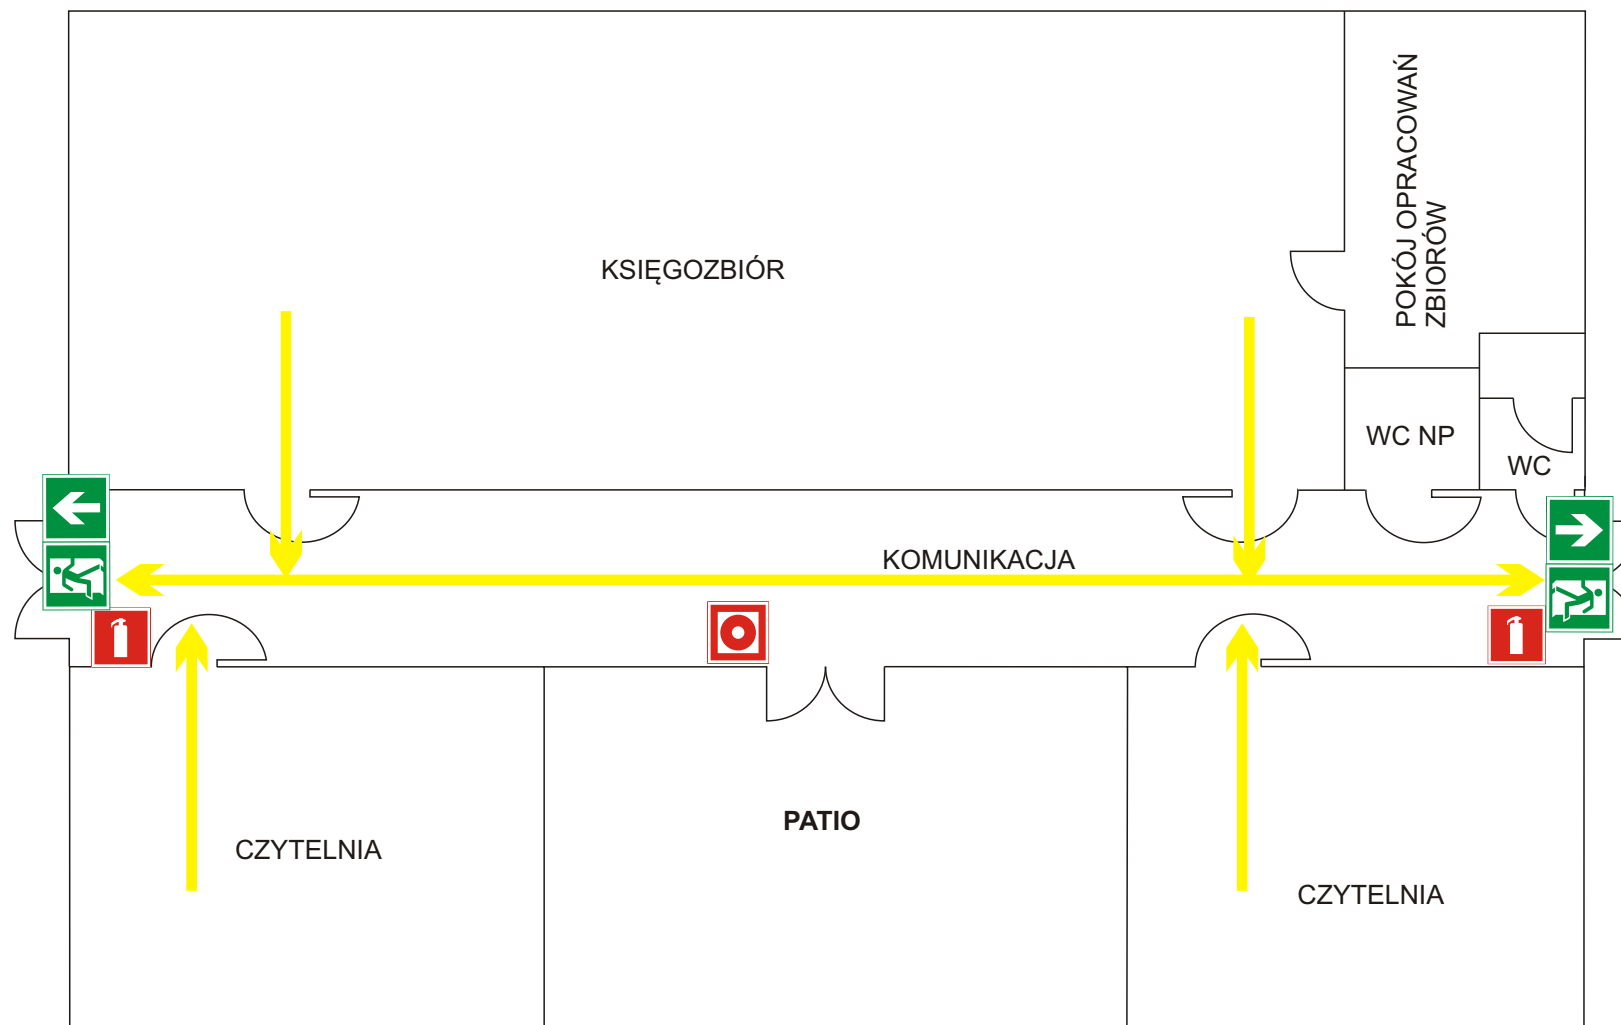 POKÓJ OPRACOWAŃ
ZBIORÓW
KSIĘGOZBIÓR
WC NP
WC
KOMUNIKACJA
PATIO
CZYTELNIA
CZYTELNIA